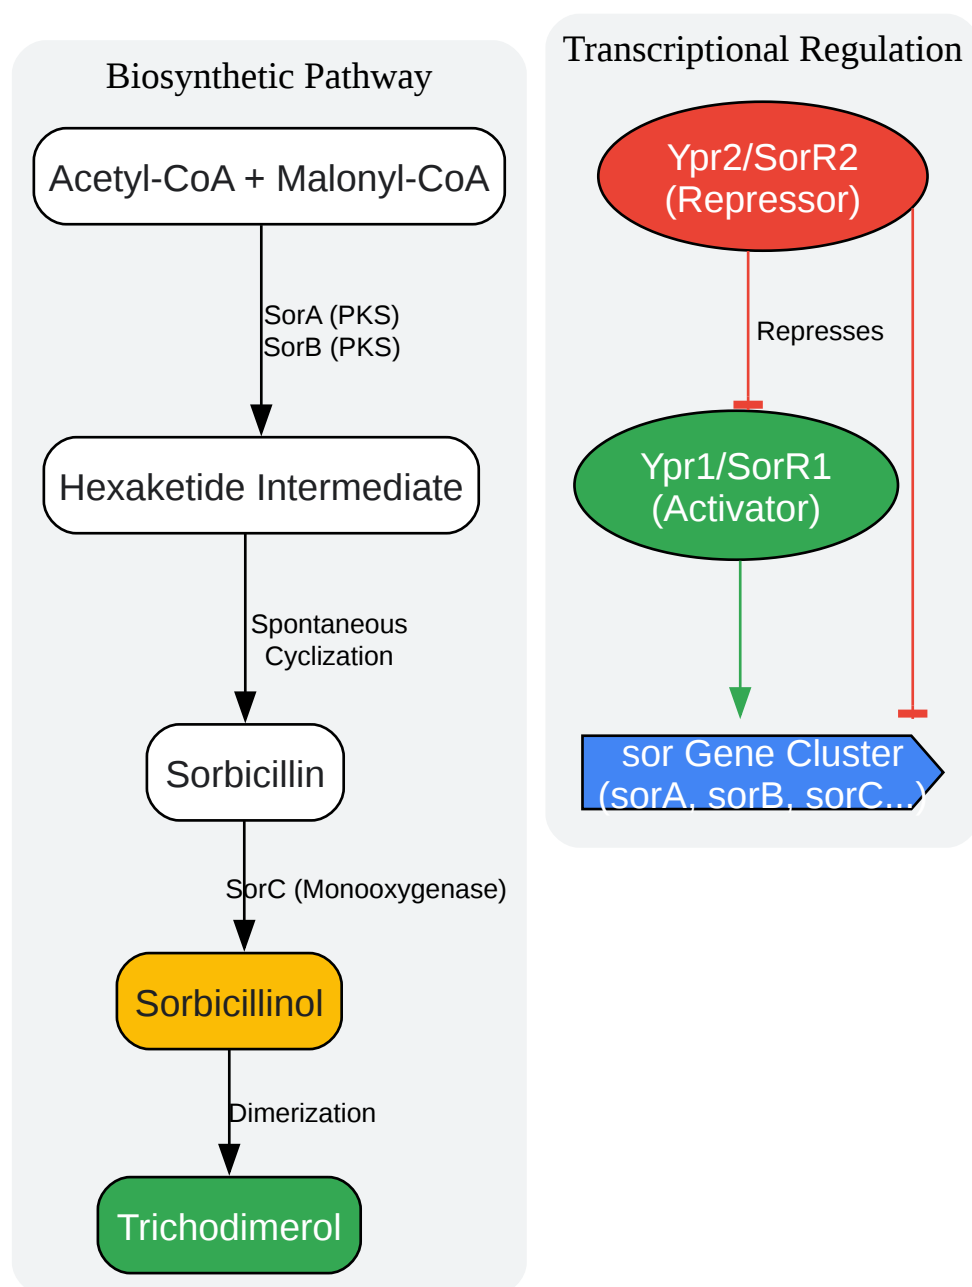 Biosynthetic Pathway
Acetyl-CoA + Malonyl-CoA
SorA (PKS)
SorB (PKS)
Hexaketide Intermediate
Spontaneous
Cyclization
Sorbicillin
SorC (Monooxygenase)
Sorbicillinol
Dimerization
Trichodimerol
Transcriptional Regulation
Ypr2/SorR2
(Repressor)
Represses
Ypr1/SorR1
(Activator)
sor Gene Cluster
(sorA, sorB, sorC...)